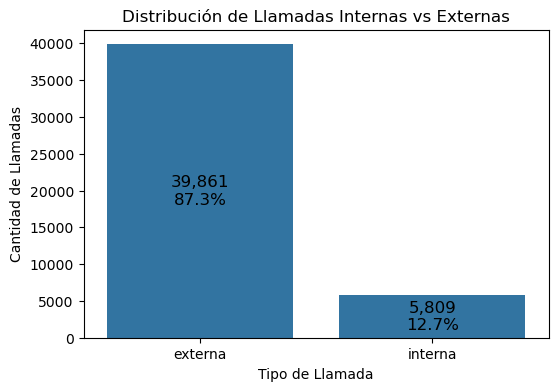 Distribución de Llamadas Internas vs Externas
Cantidad de Llamadas
40000
35000
30000
25000
20000
15000
10000
5000
0
39,861
87.3%
5,809
12.7%
externa
interna
Tipo de Llamada